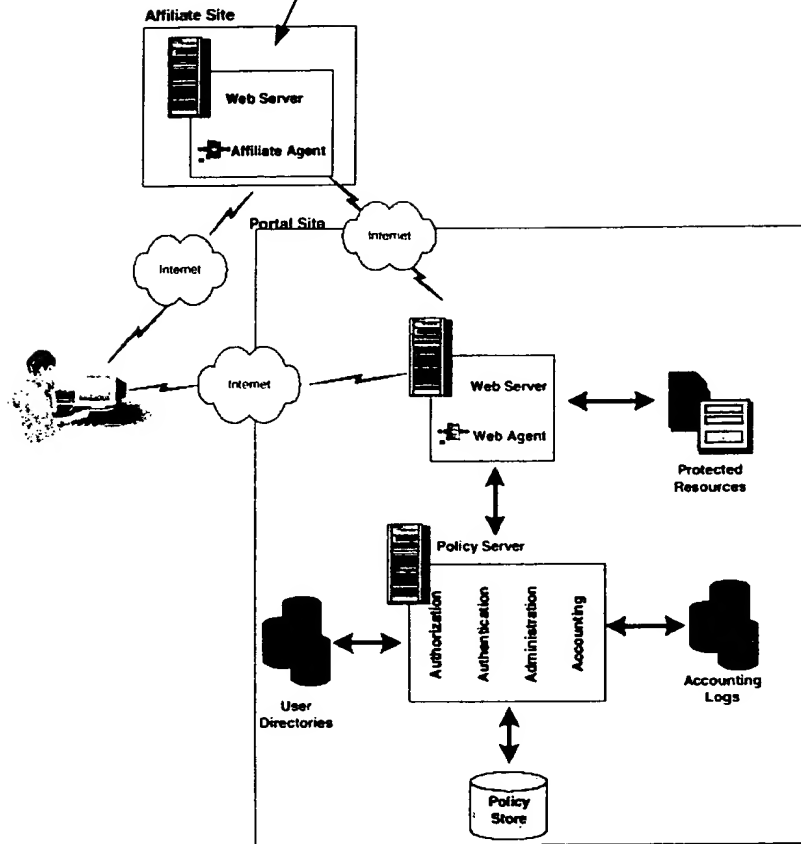 Affiliate Site
Web Server
Affiliate Agent
Portal Site
Internet
Internet
Internet
Web Server
Web Agent
Protected
Resources
Policy Server
Authorization
Authentication
Administration
Accounting
User
Directories
Accounting
Logs
Policy
Store